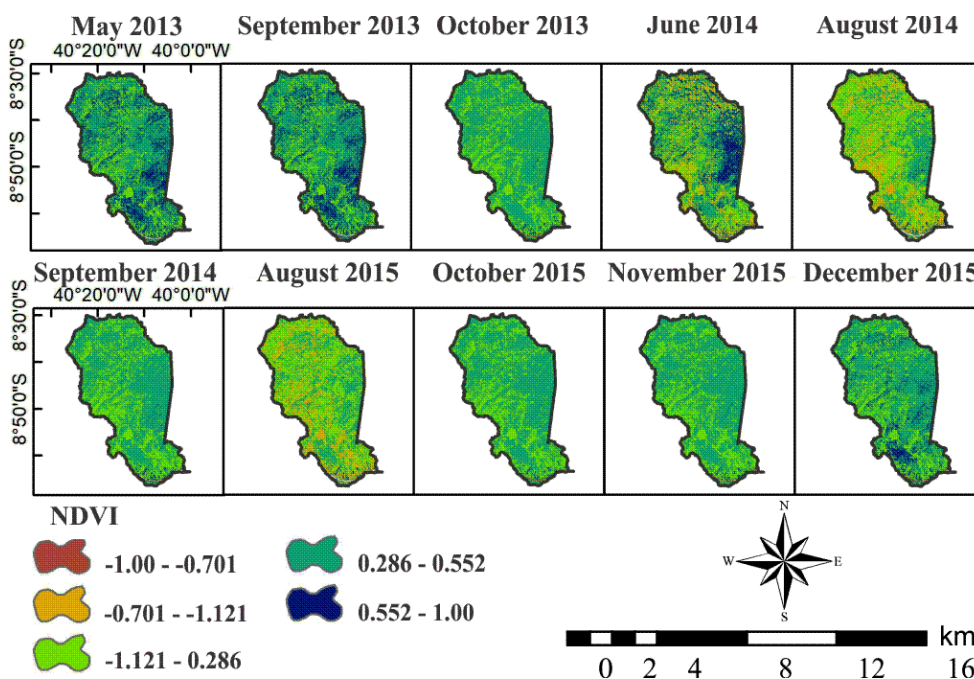 May 2013 September 2013 October 2013 June 2014 August 2014
40°20'0"W 40°0'0"W
8°30'0"S
8°50'0"S
September 2014 August 2015 October 2015 November 2015 December 2015
40°20'0"W 40°0'0"W
8°30'0"S
8°50'0"S
NDVI
-1.00 - -0.701
-0.701 - -1.121
-1.121 - 0.286
0.286 - 0.552
0.552 - 1.00
N
W E
S
km
0 2 4 8 12 16